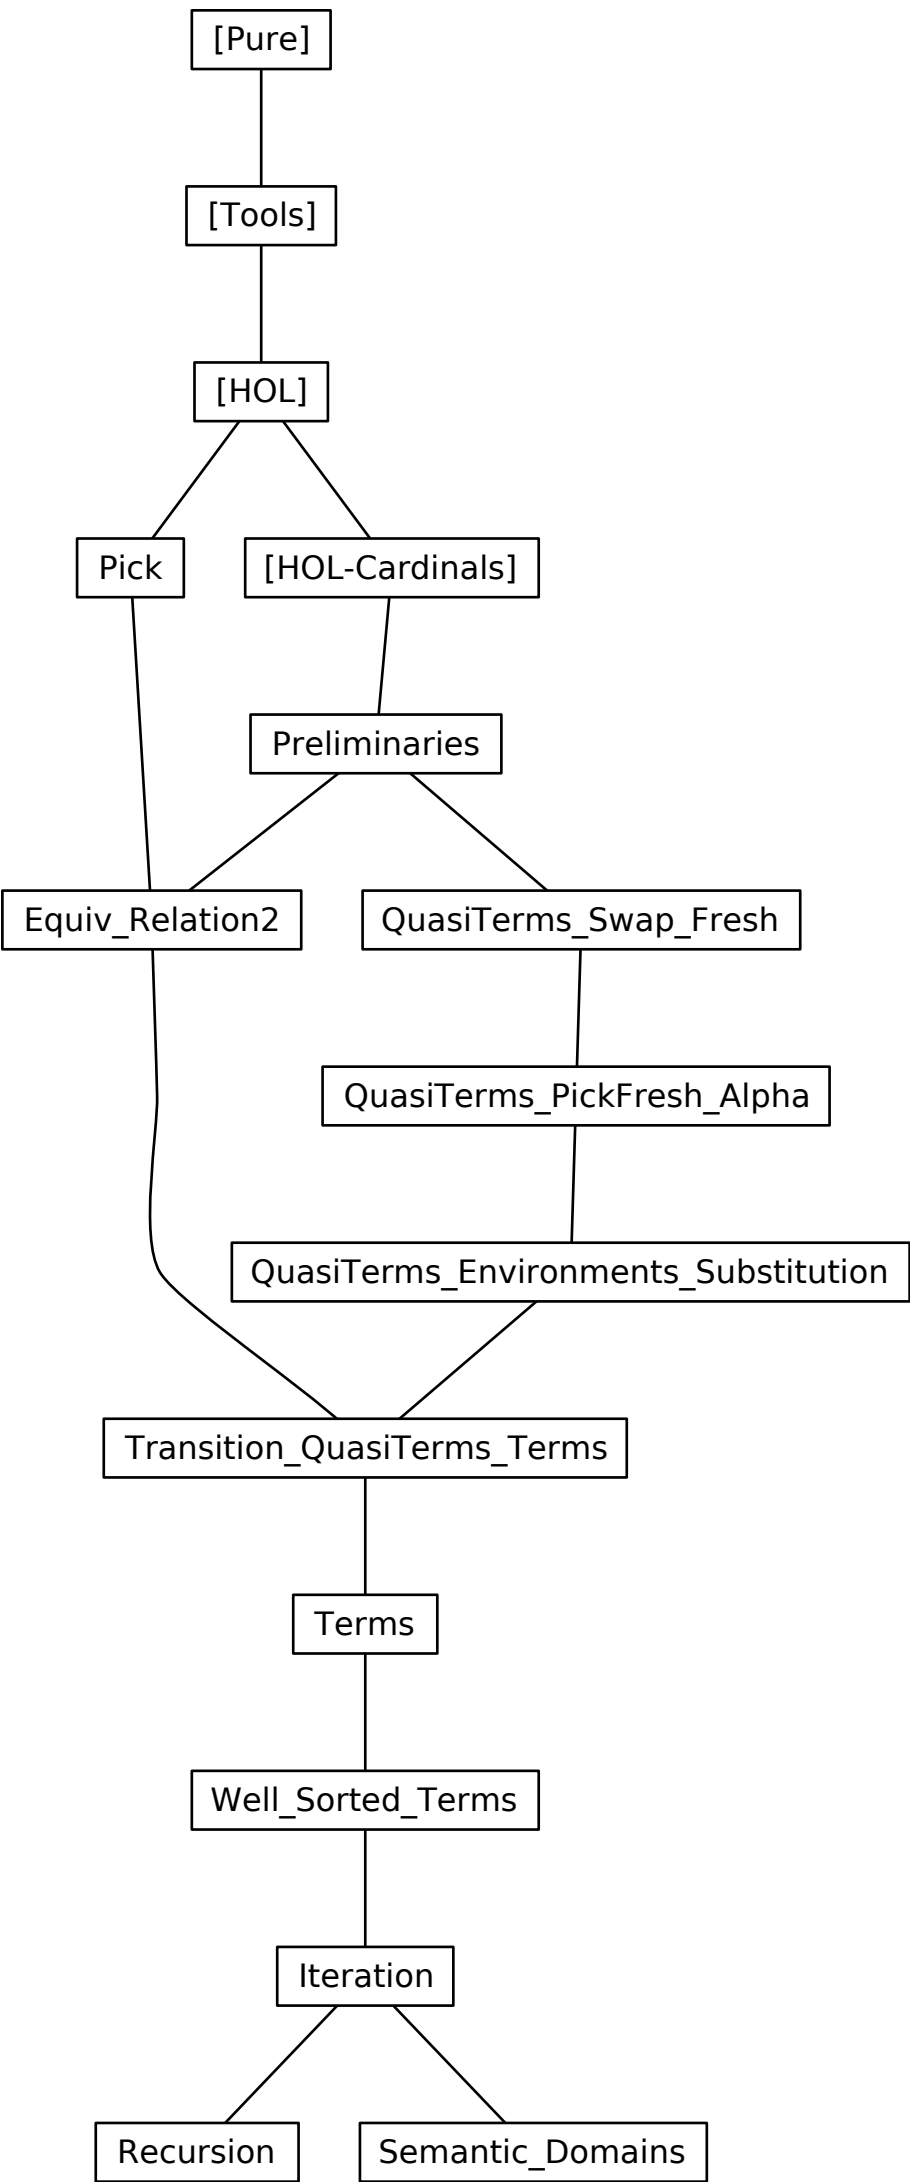 [Pure]
[Tools]
[HOL]
Pick
[HOL-Cardinals]
Preliminaries
Equiv_Relation2
QuasiTerms_Swap_Fresh
QuasiTerms_PickFresh_Alpha
QuasiTerms_Environments_Substitution
Transition_QuasiTerms_Terms
Terms
Well_Sorted_Terms
Iteration
Recursion
Semantic_Domains